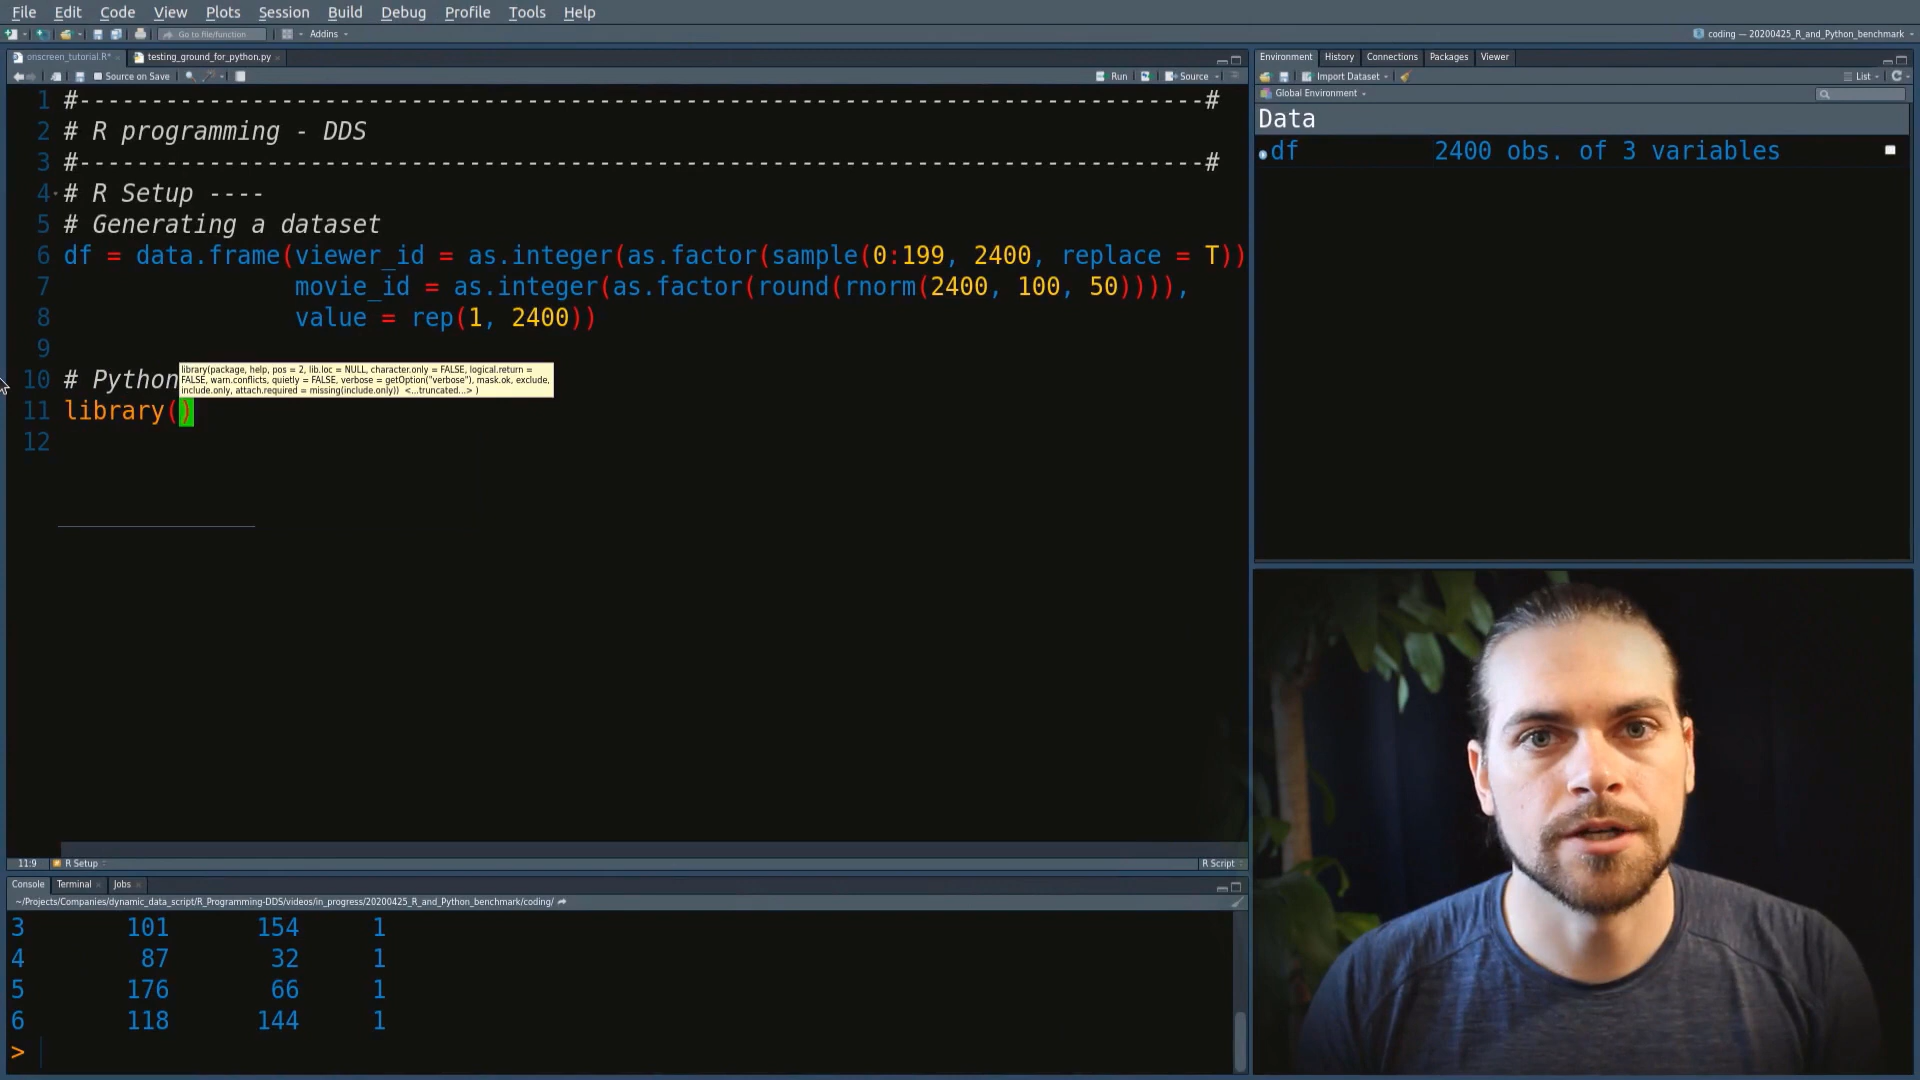 File Edit Code View Plots Session Build Debug Profile Tools Help
Go to file/function Addins
coding — 20200425_R_and_Python_benchmark
onscreen_tutorial.R* testing_ground_for_python.py
Source on Save Run Source
1 #------------------------------------------------------------------------------#
2 # R programming - DDS
3 #------------------------------------------------------------------------------#
4 # R Setup ----
5 # Generating a dataset
6 df = data.frame(viewer_id = as.integer(as.factor(sample(0:199, 2400, replace = T))
7 movie_id = as.integer(as.factor(round(rnorm(2400, 100, 50)))),
8 value = rep(1, 2400))
9
10 # Python
library(package, help, pos = 2, lib.loc = NULL, character.only = FALSE, logical.return =
FALSE, warn.conflicts, quietly = FALSE, verbose = getOption("verbose"), mask.ok, exclude,
include.only, attach.required = missing(include.only)) <...truncated...> )
11 library()
12
11:9 R Setup R Script
Console Terminal Jobs
~/Projects/Companies/dynamic_data_script/R_Programming-DDS/videos/in_progress/20200425_R_and_Python_benchmark/coding/
3 101 154 1
4 87 32 1
5 176 66 1
6 118 144 1
>
Environment History Connections Packages Viewer
Import Dataset List
Global Environment
Data
df 2400 obs. of 3 variables